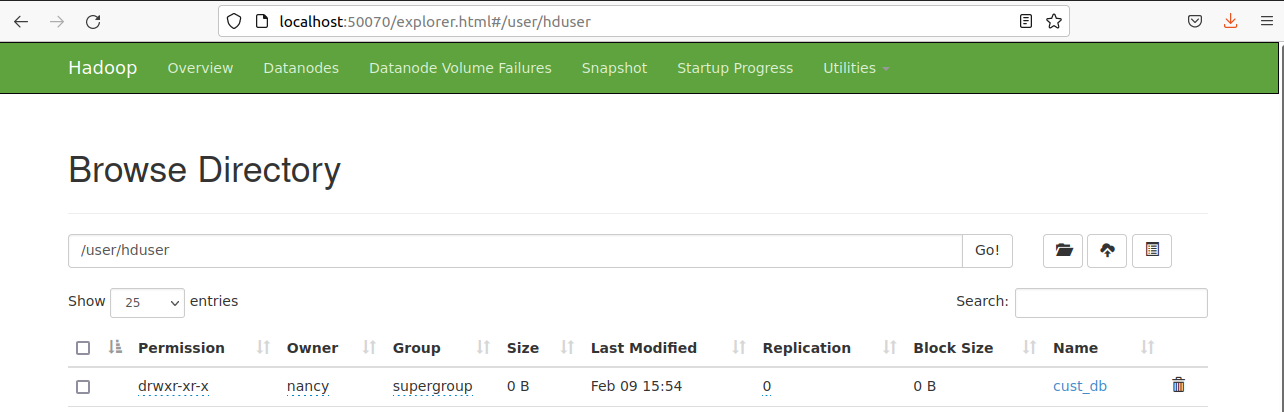 localhost:50070/explorer.html#/user/hduser
Hadoop Overview Datanodes Datanode Volume Failures Snapshot Startup Progress Utilities
Browse Directory
/user/hduser Go!
Show 25 entries Search:
Permission Owner Group Size Last Modified Replication Block Size Name
drwxr-xr-x nancy supergroup 0 B Feb 09 15:54 0 0 B cust_db